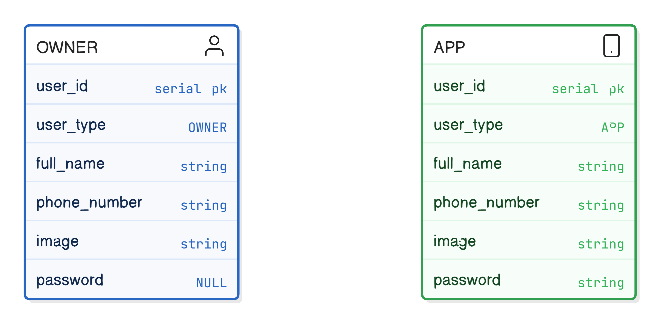 OWNER
user_id serial pk
user_type OWNER
full_name string
phone_number string
image string
password NULL
APP
user_id serial pk
user_type APP
full_name string
phone_number string
image string
password string